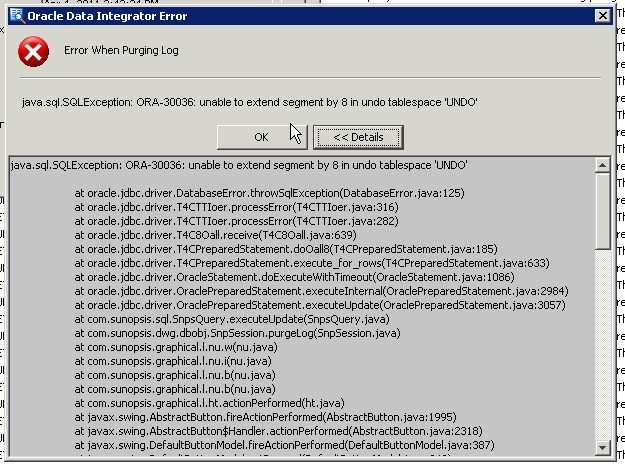 Oracle Data Integrator Error
Error When Purging Log
java.sql.SQLException: ORA-30036: unable to extend segment by 8 in undo tablespace 'UNDO'
OK
<< Details
java.sql.SQLException: ORA-30036: unable to extend segment by 8 in undo tablespace 'UNDO'
at oracle.jdbc.driver.DatabaseError.throwSqlException(DatabaseError.java:125)
at oracle.jdbc.driver.T4CTTIoer.processError(T4CTTIoer.java:316)
at oracle.jdbc.driver.T4CTTIoer.processError(T4CTTIoer.java:282)
at oracle.jdbc.driver.T4C8Oall.receive(T4C8Oall.java:639)
at oracle.jdbc.driver.T4CPreparedStatement.doOall8(T4CPreparedStatement.java:185)
at oracle.jdbc.driver.T4CPreparedStatement.execute_for_rows(T4CPreparedStatement.java:633)
at oracle.jdbc.driver.OracleStatement.doExecuteWithTimeout(OracleStatement.java:1086)
at oracle.jdbc.driver.OraclePreparedStatement.executeInternal(OraclePreparedStatement.java:2984)
at oracle.jdbc.driver.OraclePreparedStatement.executeUpdate(OraclePreparedStatement.java:3057)
at com.sunopsis.sql.SnpsQuery.executeUpdate(SnpsQuery.java)
at com.sunopsis.dwg.dbobj.SnpSession.purgeLog(SnpSession.java)
at com.sunopsis.graphical.l.nu.w(nu.java)
at com.sunopsis.graphical.l.nu.i(nu.java)
at com.sunopsis.graphical.l.nu.b(nu.java)
at com.sunopsis.graphical.l.nu.b(nu.java)
at com.sunopsis.graphical.l.ht.actionPerformed(ht.java)
at javax.swing.AbstractButton.fireActionPerformed(AbstractButton.java:1995)
at javax.swing.AbstractButton$Handler.actionPerformed(AbstractButton.java:2318)
at javax.swing.DefaultButtonModel.fireActionPerformed(DefaultButtonModel.java:387)